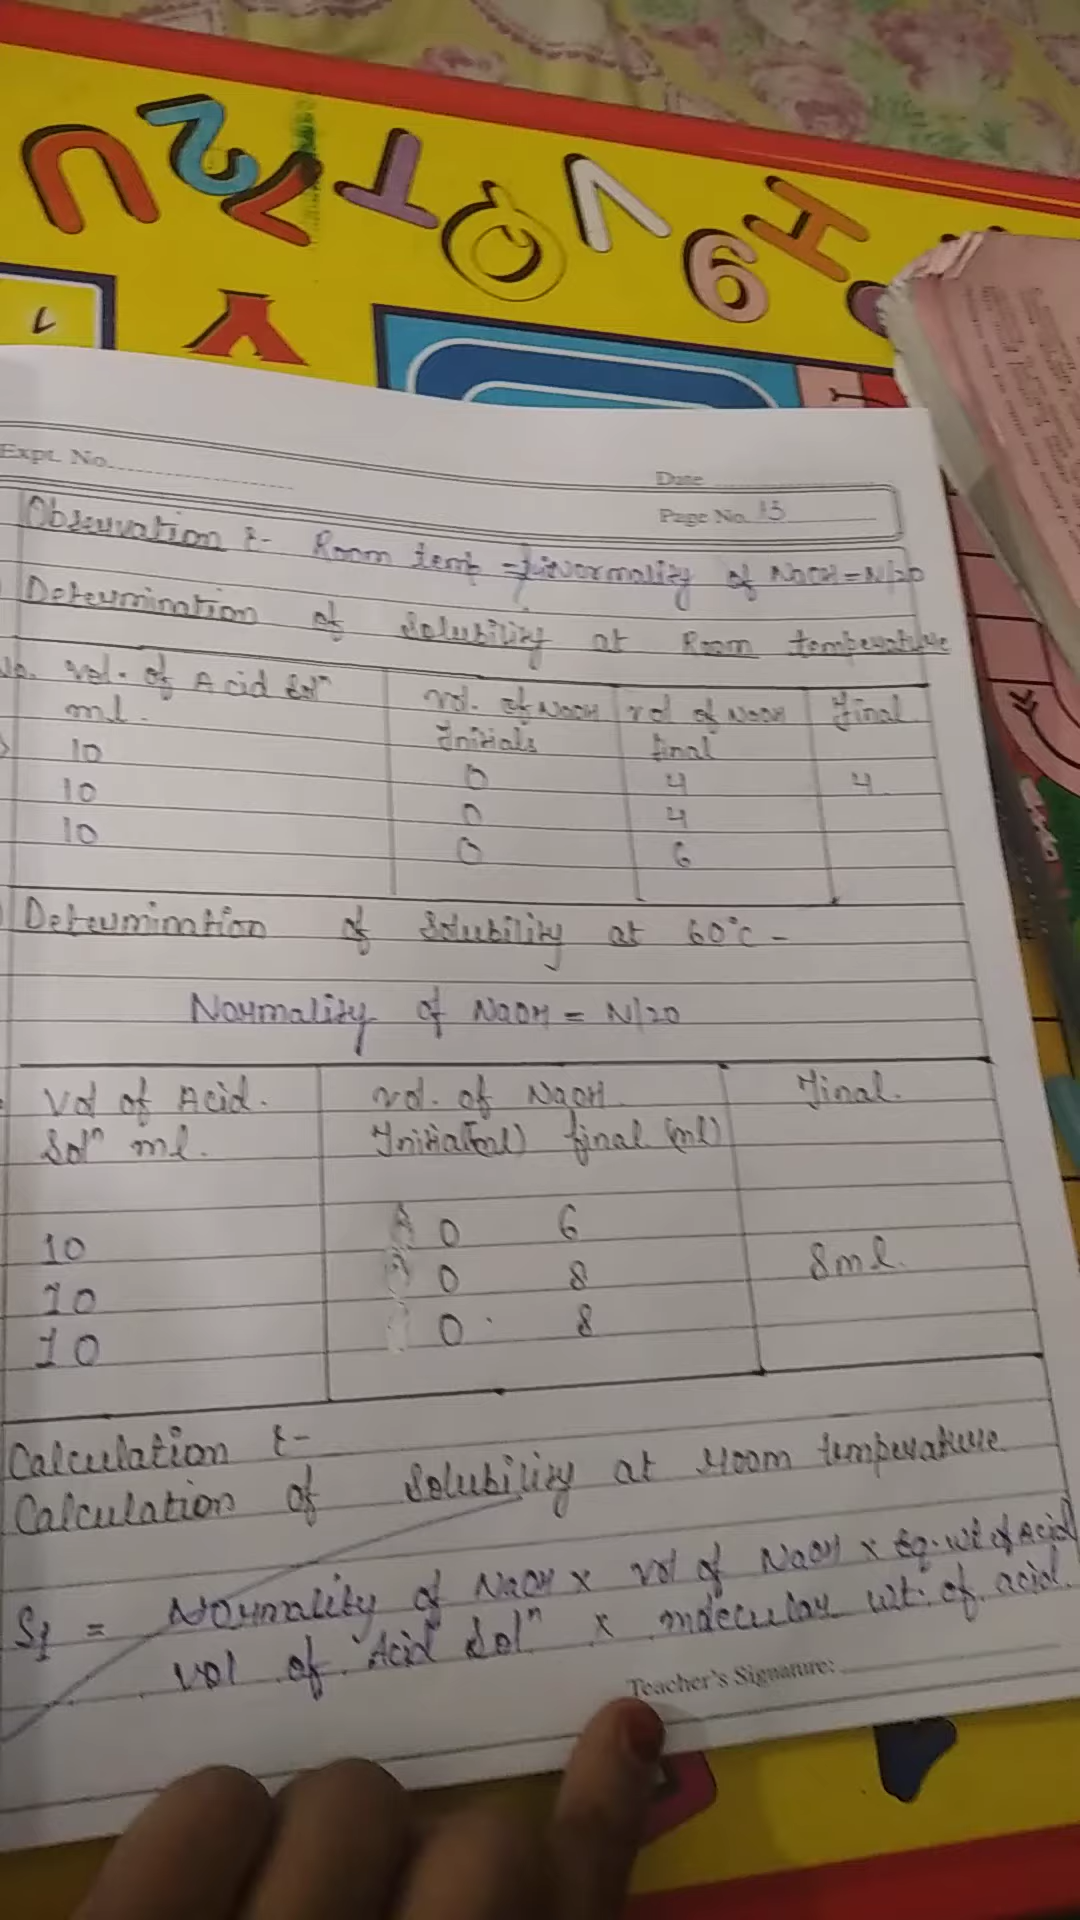 U 2 7 T Q V 9 H
Y
Expt. No.
Date
Page No. 13
Observation :- Room temp = Normality of NaOH = N/20
Determination of Solubility at Room temperature
No. Vol. of Acid Solⁿ ml. vol. of NaOH Initials vol of NaOH final Final
10 0 4 4
10 0 4
10 0 6
Determination of Solubility at 60°c -
Normality of NaOH = N/20
Vol of Acid. Solⁿ ml. vol. of NaOH Initial(ml) final (ml) Final.
10 0 6
10 0 8 8ml.
10 0 8
Calculation :-
Calculation of Solubility at room temperature
S1 = Normality of NaOH x vol of NaOH x Eq. wt of Acid
vol of Acid Solⁿ x molecular wt. of acid.
Teacher's Signature: